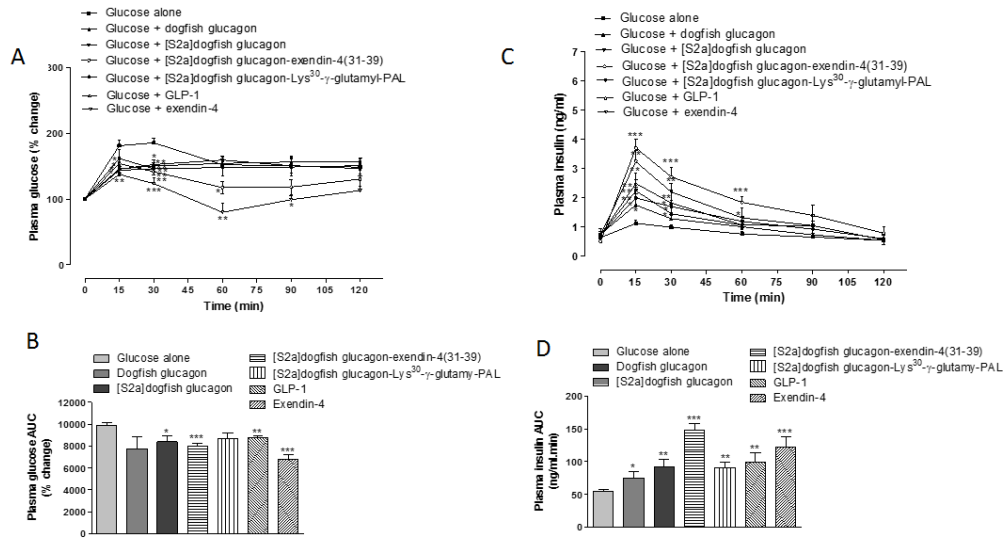 A
Glucose alone
Glucose + dogfish glucagon
Glucose + [S2a]dogfish glucagon
Glucose + [S2a]dogfish glucagon-exendin-4(31-39)
Glucose + [S2a]dogfish glucagon-Lys³⁰-γ-glutamyl-PAL
Glucose + GLP-1
Glucose + exendin-4
Plasma glucose (% change)
300
200
100
0
0 15 30 45 60 75 90 105 120
Time (min)
** *** * ** *
C
Glucose alone
Glucose + dogfish glucagon
Glucose + [S2a]dogfish glucagon
Glucose + [S2a]dogfish glucagon-exendin-4(31-39)
Glucose + [S2a]dogfish glucagon-Lys³⁰-γ-glutamyl-PAL
Glucose + GLP-1
Glucose + exendin-4
Plasma insulin (ng/ml)
7
6
5
4
3
2
1
0
0 15 30 45 60 75 90 105 120
Time (min)
*** *** ***
B
Glucose alone
Dogfish glucagon
[S2a]dogfish glucagon
[S2a]dogfish glucagon-exendin-4(31-39)
[S2a]dogfish glucagon-Lys³⁰-γ-glutamy-PAL
GLP-1
Exendin-4
Plasma glucose AUC
(% change)
12000
10000
8000
6000
4000
2000
0
* *** ** ***
D
Glucose alone
Dogfish glucagon
[S2a]dogfish glucagon
[S2a]dogfish glucagon-exendin-4(31-39)
[S2a]dogfish glucagon-Lys³⁰-γ-glutamy-PAL
GLP-1
Exendin-4
Plasma insulin AUC
(ng/ml.min)
200
150
100
50
0
* ** *** ** ** ***